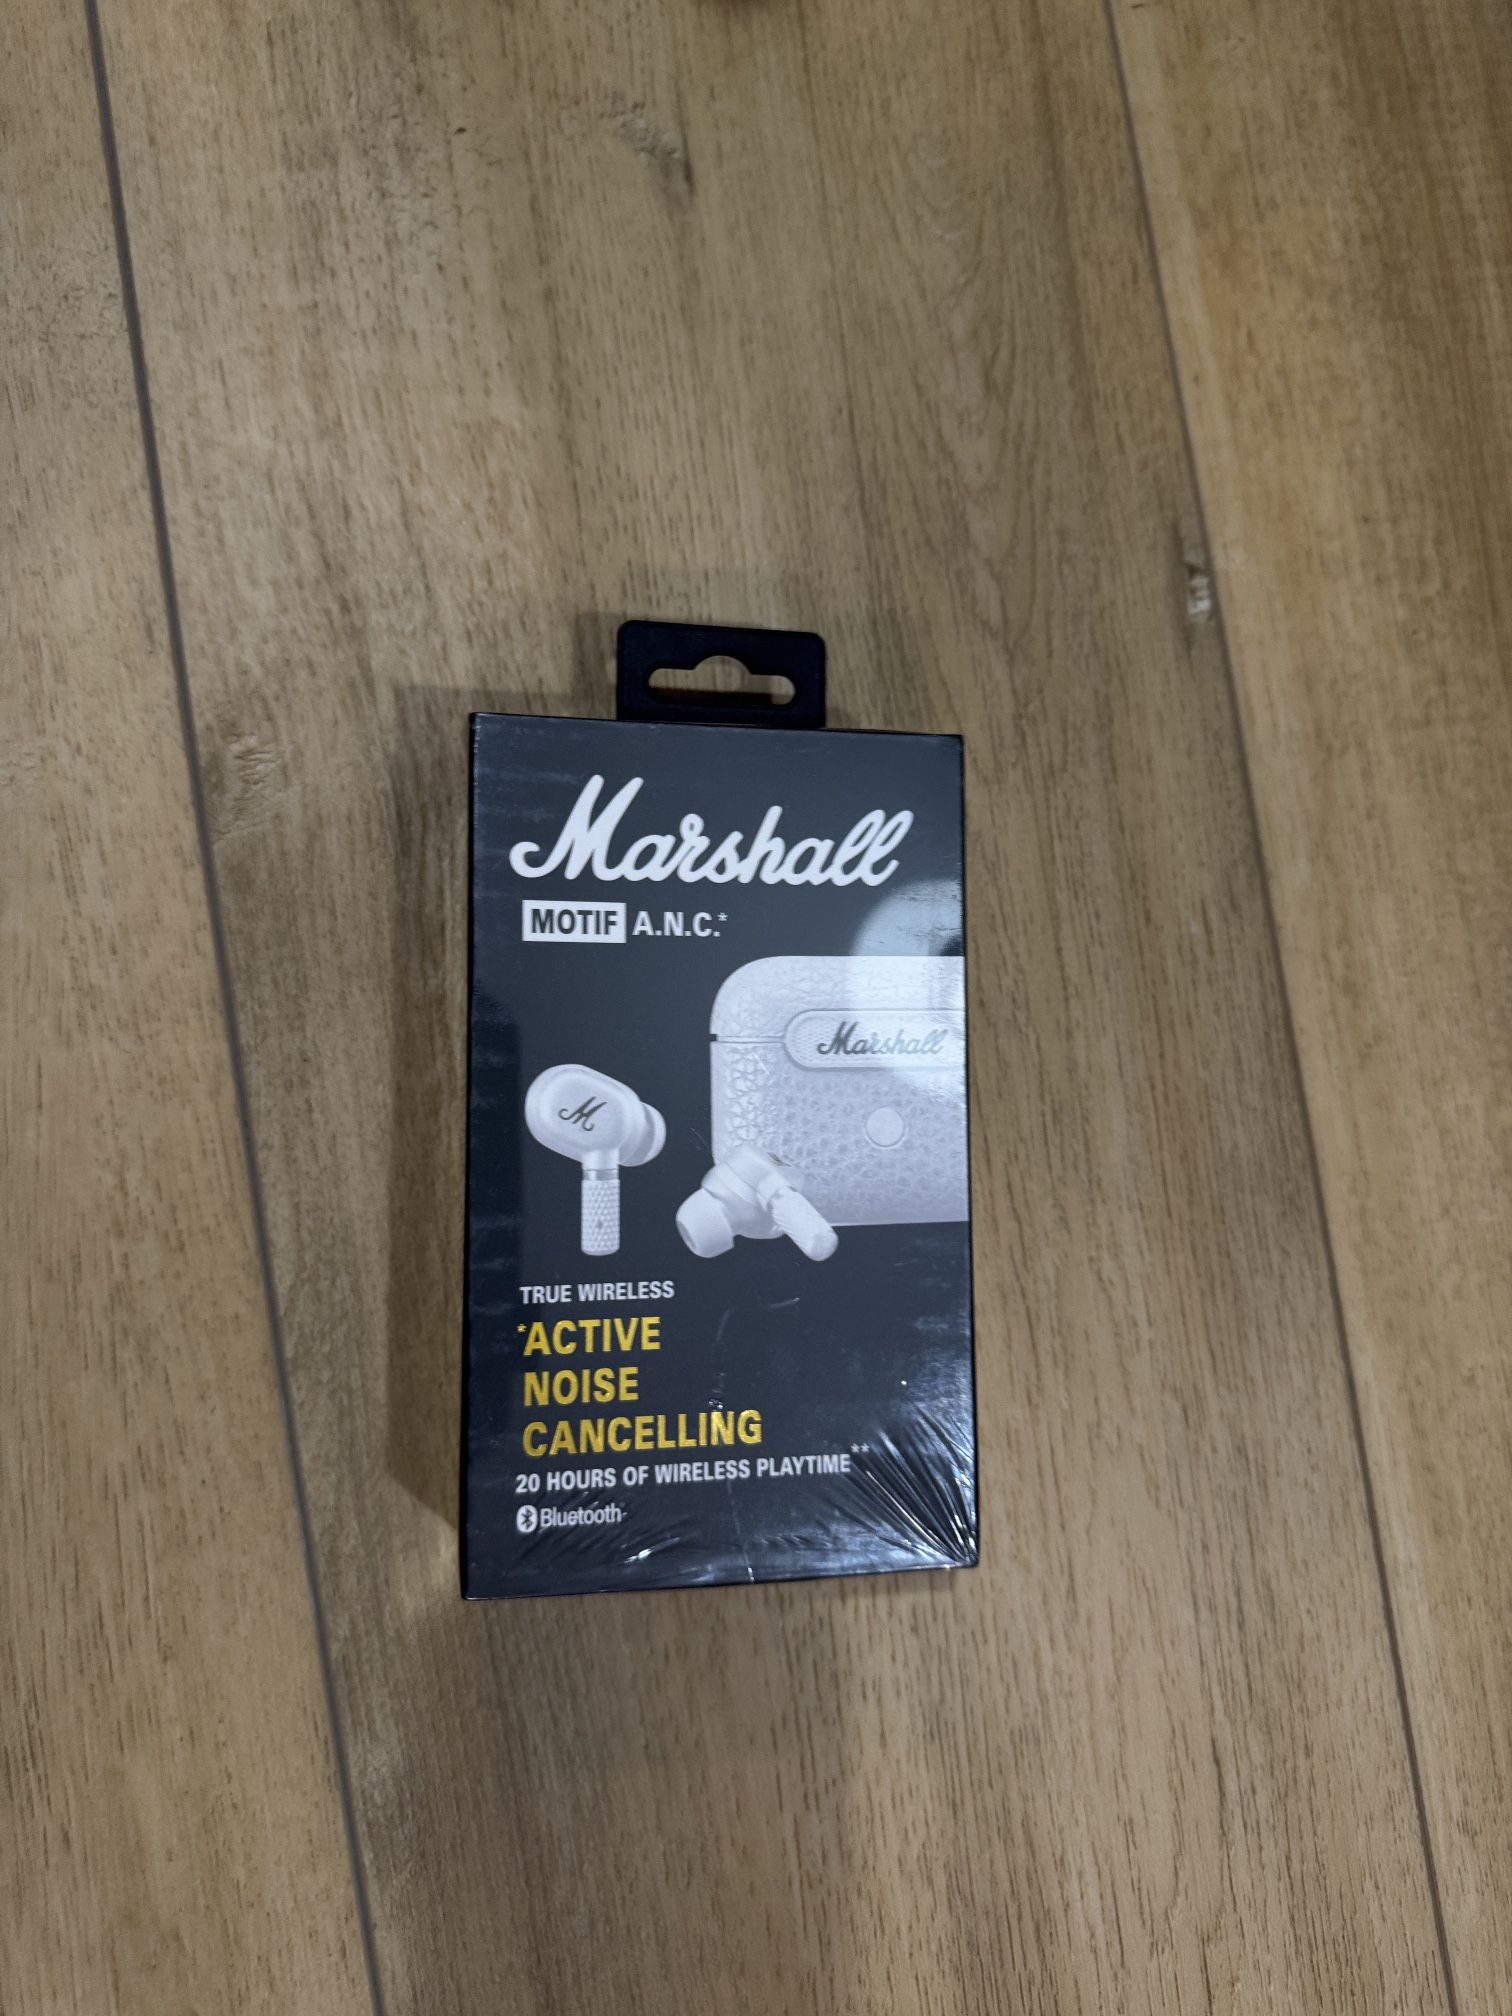 Marshall
MOTIF A.N.C.*
Marshall
M
TRUE WIRELESS
*ACTIVE
NOISE
CANCELLING
20 HOURS OF WIRELESS PLAYTIME**
Bluetooth